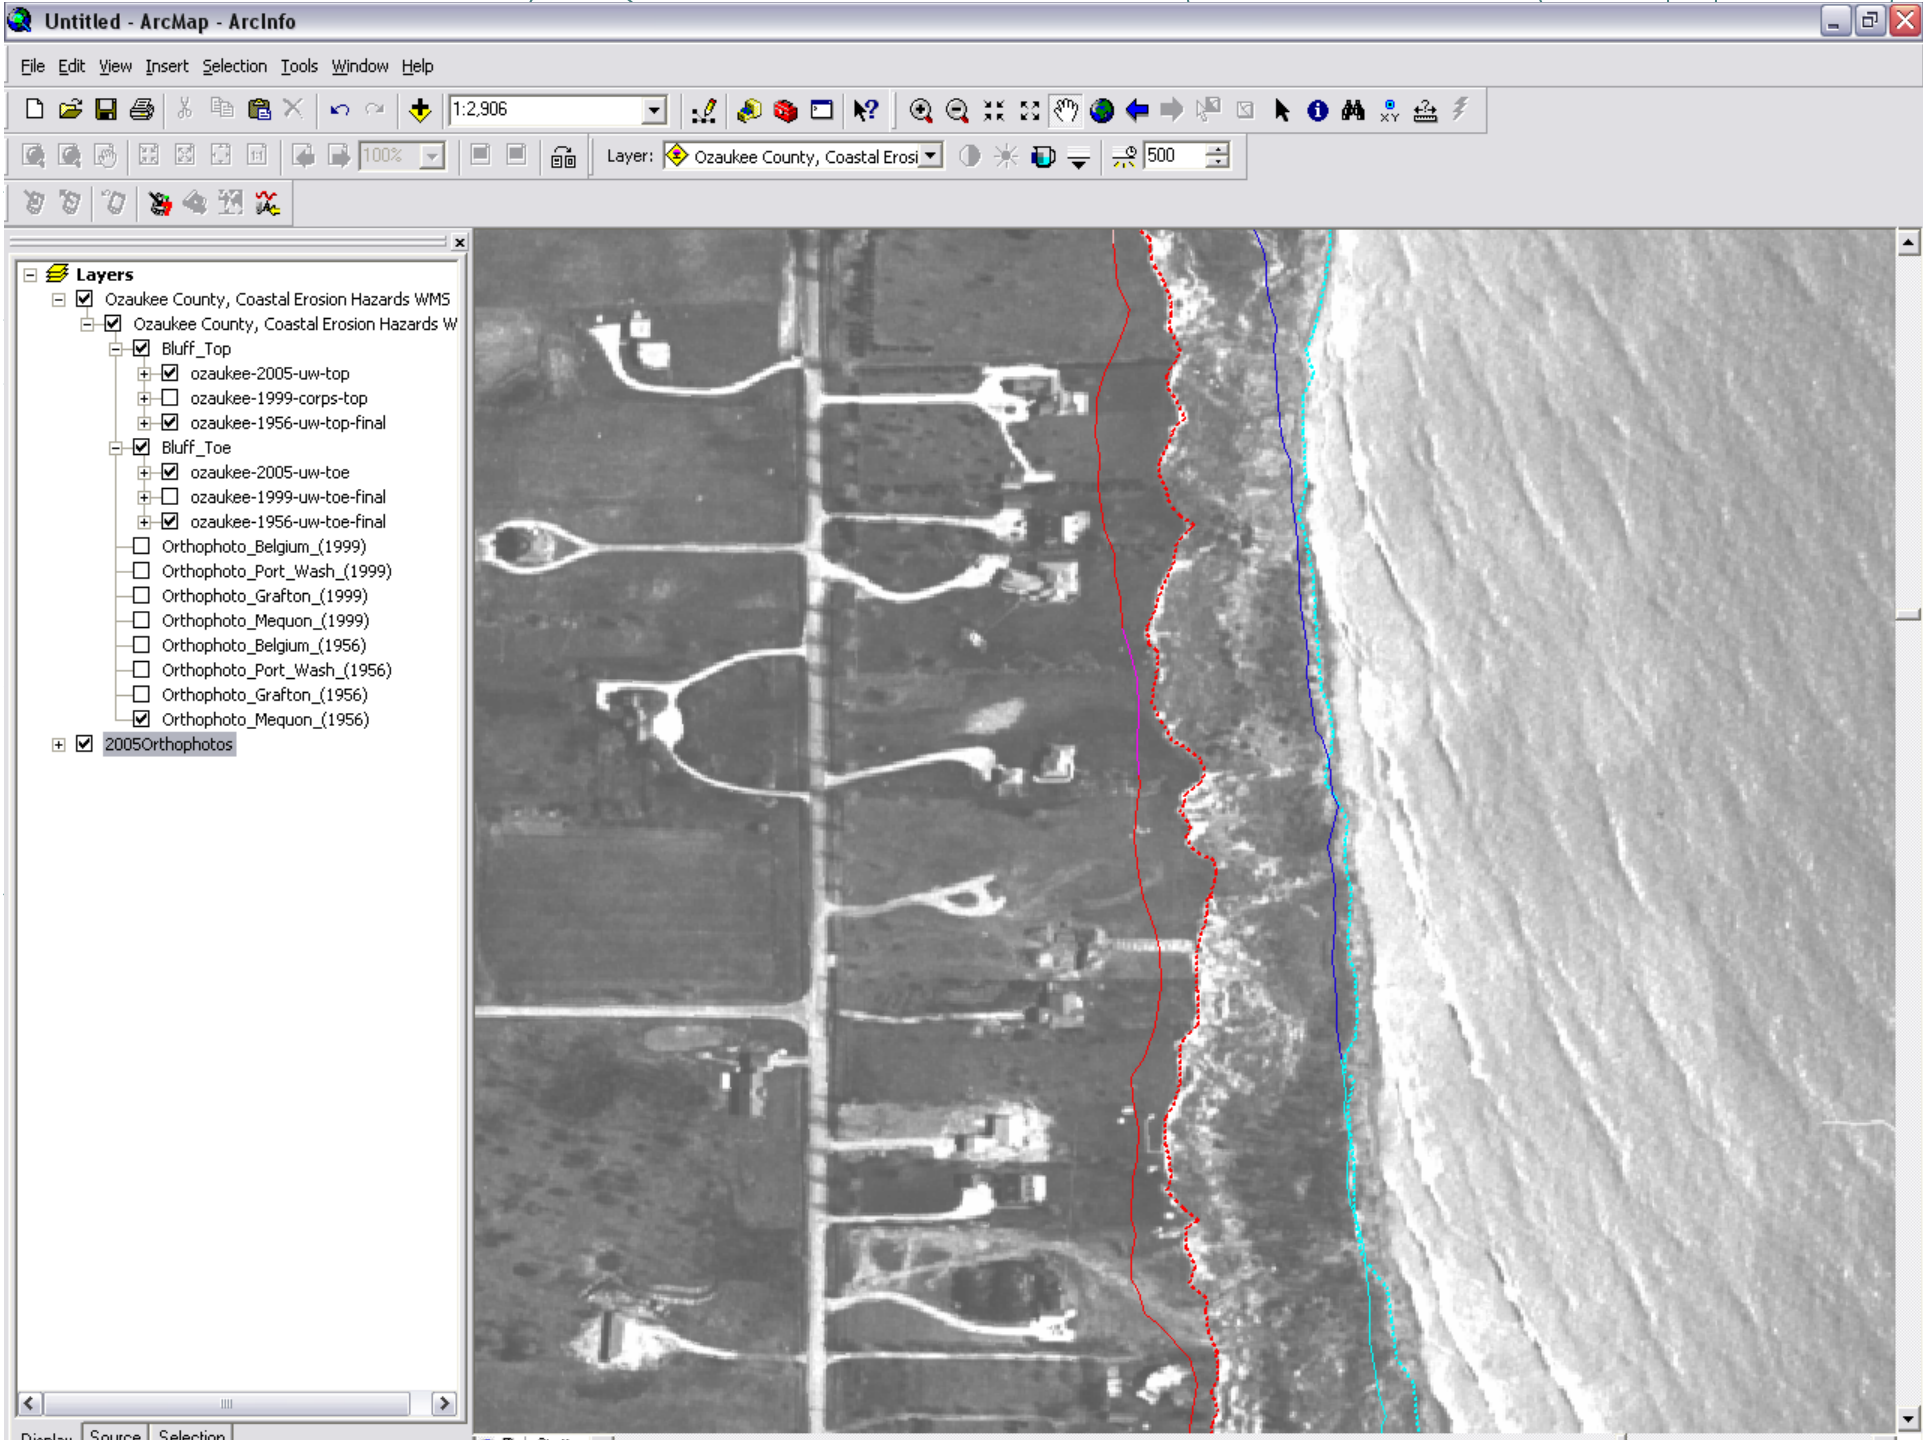 Untitled - ArcMap - ArcInfo
File Edit View Insert Selection Tools Window Help
1:2,906
100% Layer: Ozaukee County, Coastal Erosi 500
Layers
Ozaukee County, Coastal Erosion Hazards WMS
Ozaukee County, Coastal Erosion Hazards W
Bluff_Top
ozaukee-2005-uw-top
ozaukee-1999-corps-top
ozaukee-1956-uw-top-final
Bluff_Toe
ozaukee-2005-uw-toe
ozaukee-1999-uw-toe-final
ozaukee-1956-uw-toe-final
Orthophoto_Belgium_(1999)
Orthophoto_Port_Wash_(1999)
Orthophoto_Grafton_(1999)
Orthophoto_Mequon_(1999)
Orthophoto_Belgium_(1956)
Orthophoto_Port_Wash_(1956)
Orthophoto_Grafton_(1956)
Orthophoto_Mequon_(1956)
2005Orthophotos
Display Source Selection